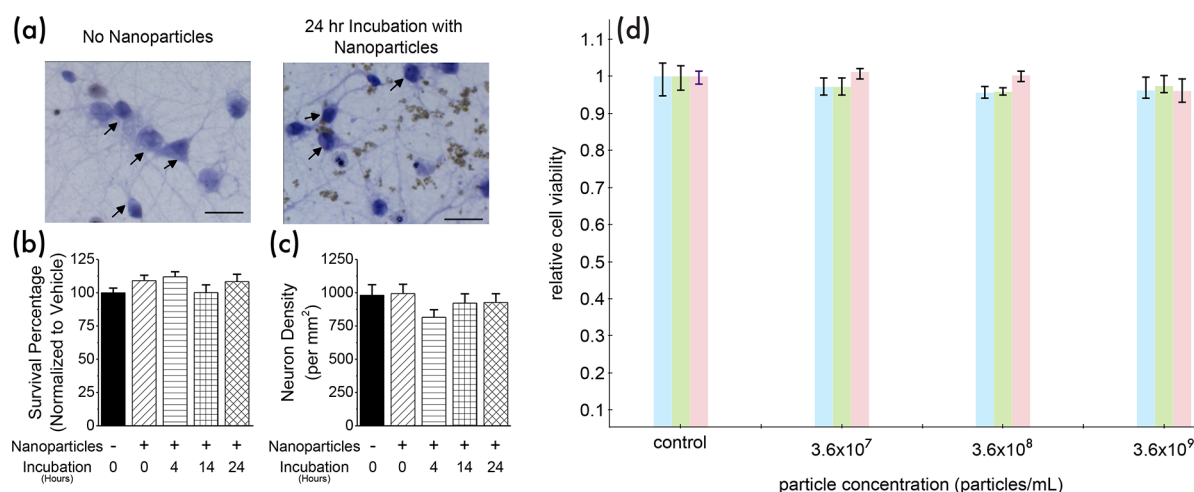 (a)
No Nanoparticles
24 hr Incubation with
Nanoparticles
(b)
Survival Percentage
(Normalized to Vehicle)
125
100
75
50
25
0
Nanoparticles - + + + +
Incubation 0 0 4 14 24
(Hours)
(c)
Neuron Density
(per mm²)
1250
1000
750
500
250
0
Nanoparticles - + + + +
Incubation 0 0 4 14 24
(Hours)
(d)
relative cell viability
1.1
1
0.9
0.8
0.7
0.6
0.5
0.4
0.3
0.2
0.1
control 3.6x10⁷ 3.6x10⁸ 3.6x10⁹
particle concentration (particles/mL)